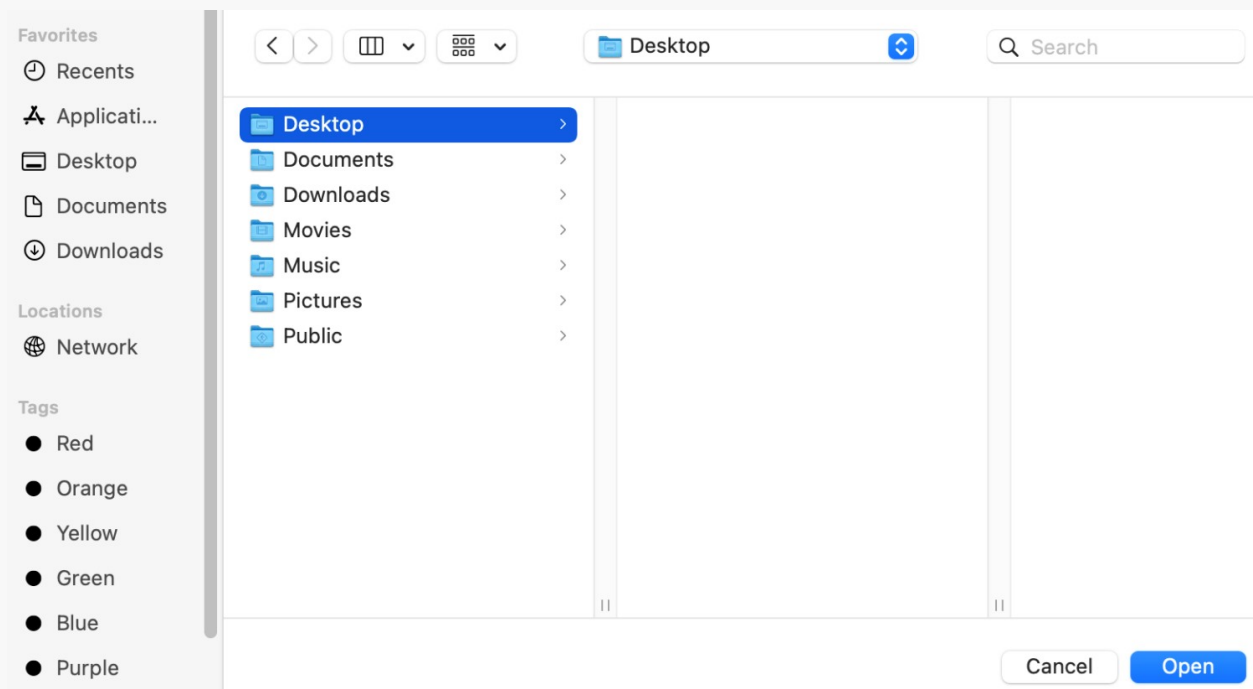 Favorites
Recents
Applicati...
Desktop
Documents
Downloads
Locations
Network
Tags
Red
Orange
Yellow
Green
Blue
Purple
Desktop
Search
Desktop
Documents
Downloads
Movies
Music
Pictures
Public
Cancel
Open